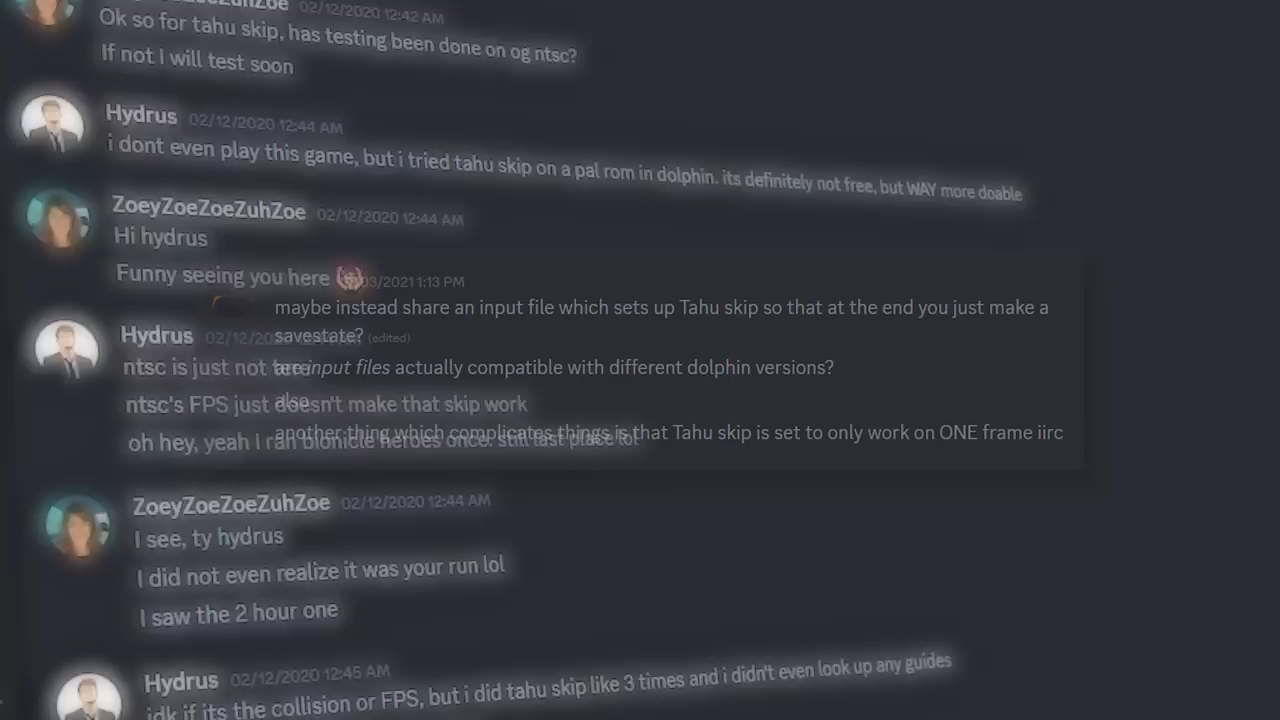 02/12/2020 12:42 AM
Ok so for tahu skip, has testing been done on og ntsc?
If not I will test soon
Hydrus 02/12/2020 12:44 AM
i dont even play this game, but i tried tahu skip on a pal rom in dolphin. its definitely not free, but WAY more doable
ZoeyZoeZoeZuhZoe 02/12/2020 12:44 AM
Hi hydrus
Funny seeing you here
03/2021 1:13 PM
maybe instead share an input file which sets up Tahu skip so that at the end you just make a
savestate? (edited)
Hydrus
ntsc is just not
are input files actually compatible with different dolphin versions?
ntsc's FPS just doesn't make that skip work
also
another thing which complicates things is that Tahu skip is set to only work on ONE frame iirc
oh hey, yeah I ran bionicle heroes once. still last place lol
ZoeyZoeZoeZuhZoe 02/12/2020 12:44 AM
I see, ty hydrus
I did not even realize it was your run lol
I saw the 2 hour one
Hydrus 02/12/2020 12:45 AM
idk if its the collision or FPS, but i did tahu skip like 3 times and i didn't even look up any guides